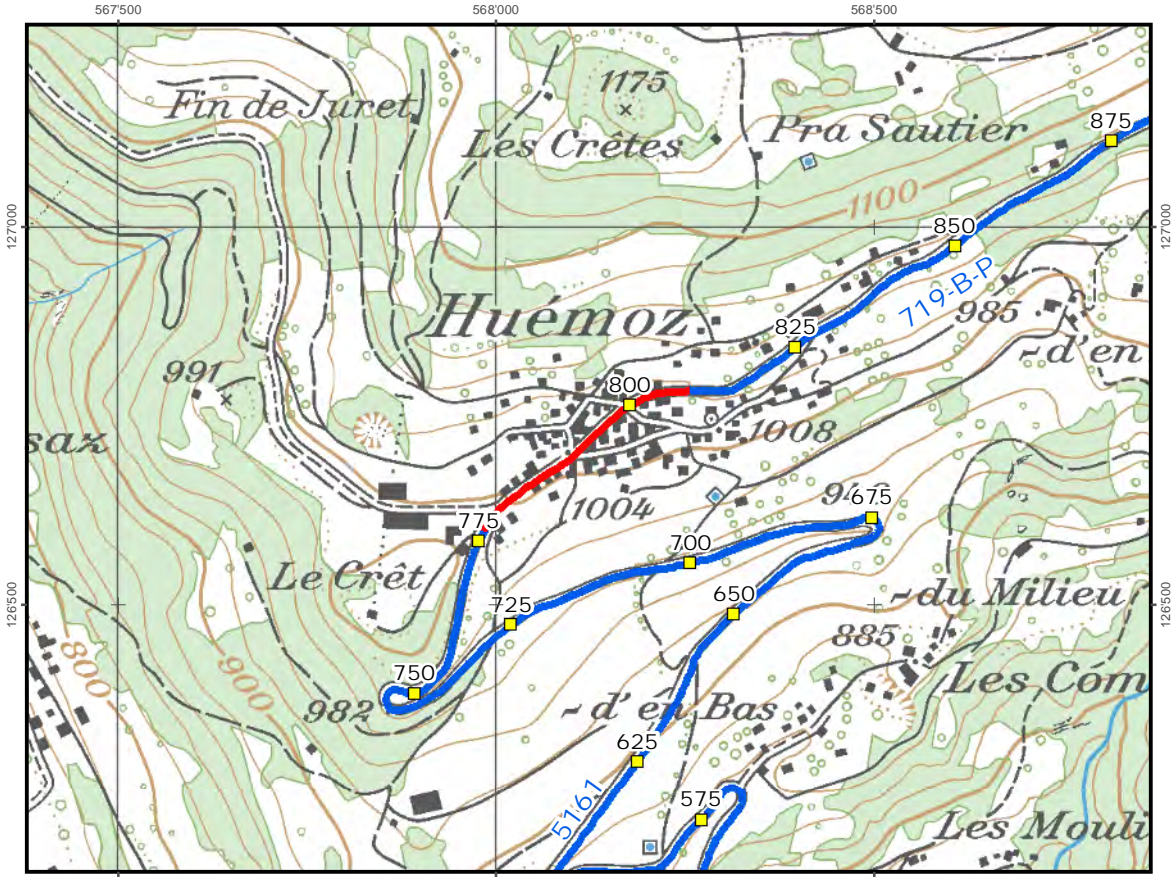 567'500
568'000
568'500
1175
Fin de Juret
Les Crêtes
Pra Sautier
875
127'000
127'000
1100
850
719-B-P
Huémoz
825
985
~d'en
991
800
sax
1008
1004
675
775
700
Le Crêt
650
~du Milieu
126'500
126'500
725
885
800
900
750
Les Com
982
~d'en Bas
625
575
5161
Les Mouli